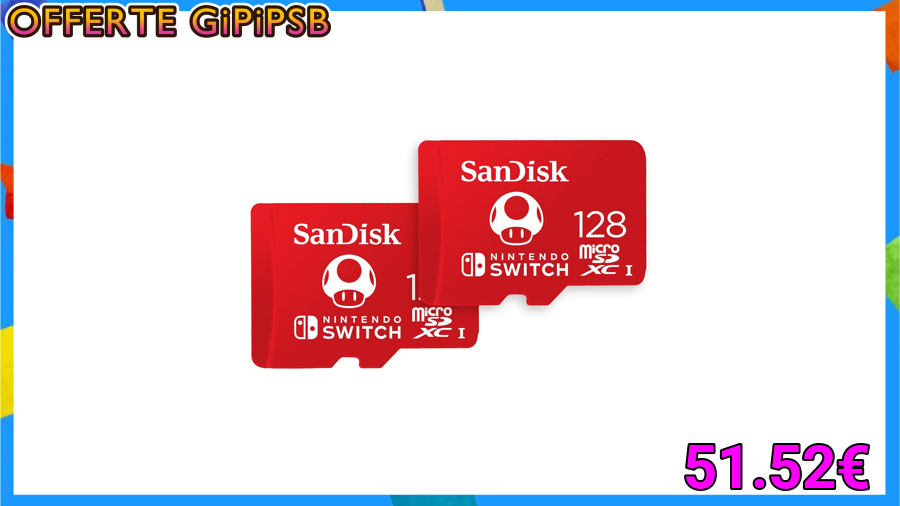 OFFERTE GiPiPSB
SanDisk
128
NINTENDO
SWITCH
micro
SD
XC I
SanDisk
NINTENDO
SWITCH
micro
SD
XC I
51.52€